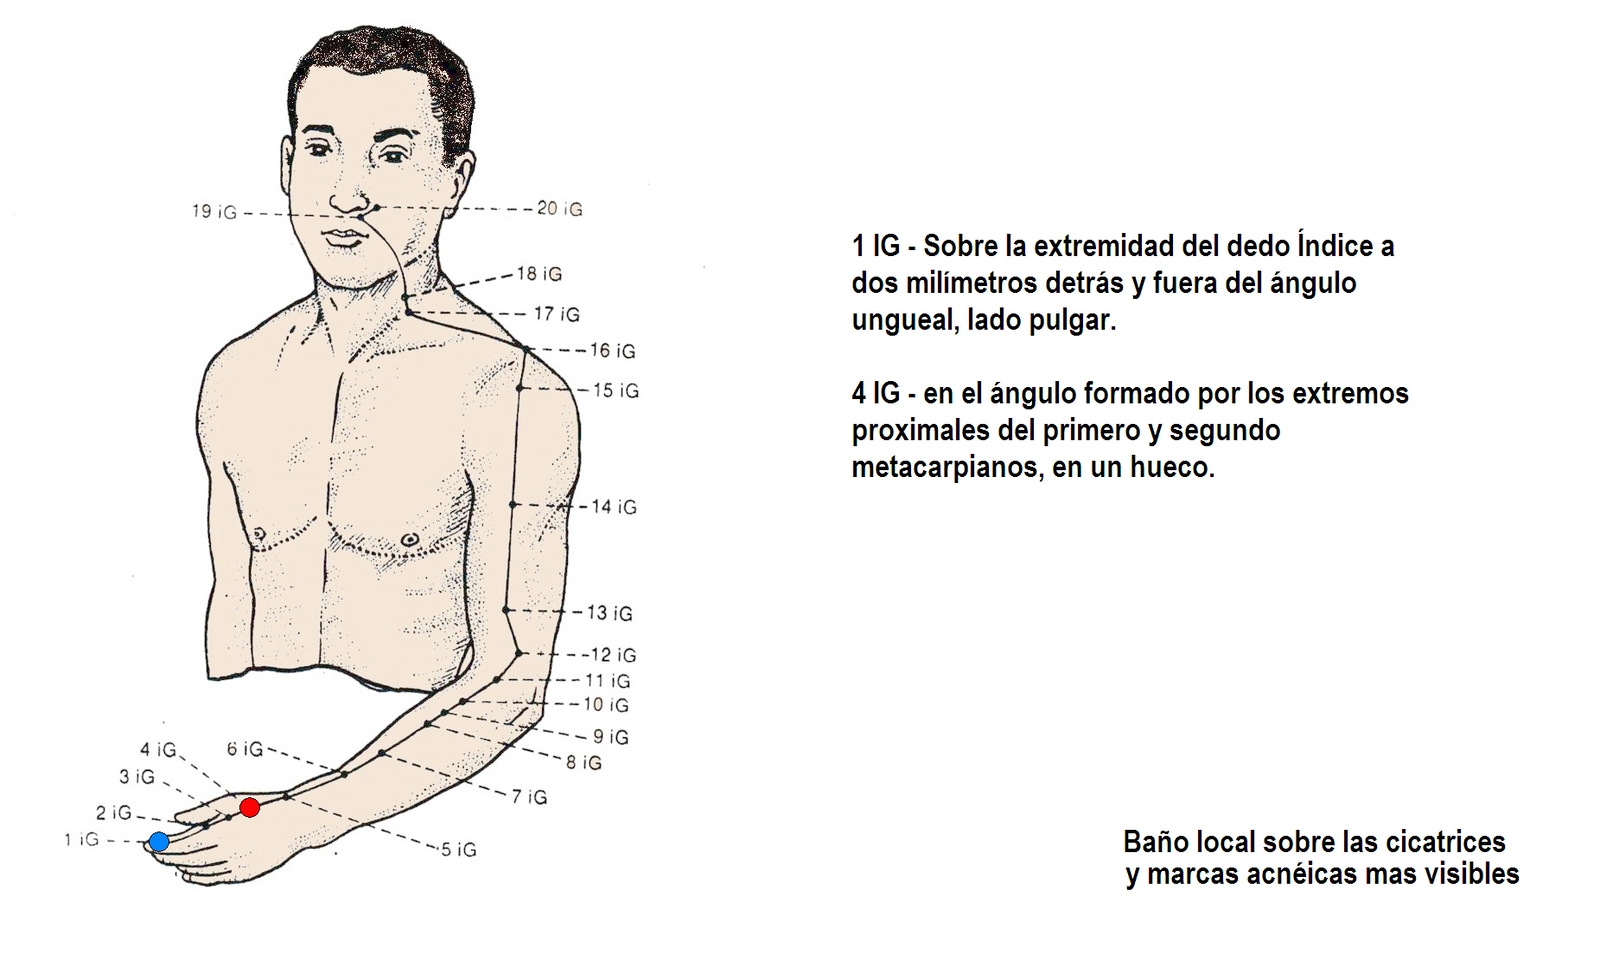 19 iG
20 iG
18 iG
17 iG
16 iG
15 iG
14 iG
13 iG
12 iG
11 iG
10 iG
9 iG
8 iG
7 iG
6 iG
5 iG
4 iG
3 iG
2 iG
1 iG
1 IG - Sobre la extremidad del dedo Índice a
dos milímetros detrás y fuera del ángulo
ungueal, lado pulgar.
4 IG - en el ángulo formado por los extremos
proximales del primero y segundo
metacarpianos, en un hueco.
Baño local sobre las cicatrices
y marcas acnéicas mas visibles